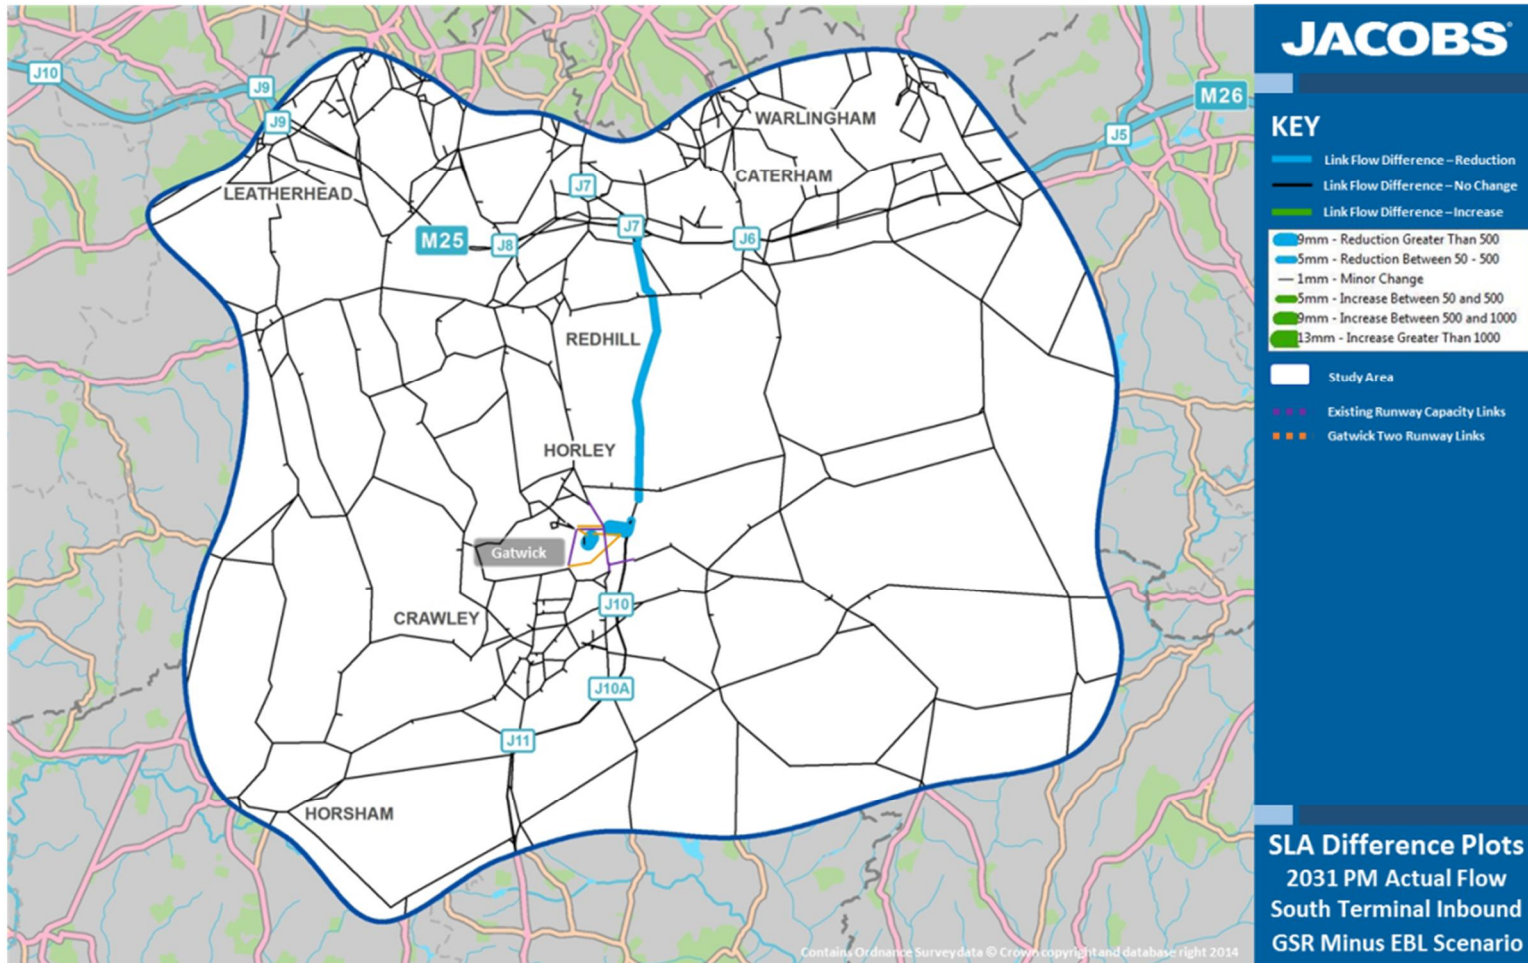 JACOBS
J10
J9
M26
J9
J5
WARLINGHAM
KEY
CATERHAM
Link Flow Difference – Reduction
LEATHERHEAD
J7
Link Flow Difference – No Change
Link Flow Difference – Increase
M25
J8
J7
J6
9mm - Reduction Greater Than 500
5mm - Reduction Between 50 - 500
1mm - Minor Change
5mm - Increase Between 50 and 500
9mm - Increase Between 500 and 1000
13mm - Increase Greater Than 1000
REDHILL
Study Area
Existing Runway Capacity Links
Gatwick Two Runway Links
HORLEY
Gatwick
J10
CRAWLEY
J10A
J11
HORSHAM
SLA Difference Plots
2031 PM Actual Flow
South Terminal Inbound
GSR Minus EBL Scenario
Contains Ordnance Survey data © Crown copyright and database right 2014